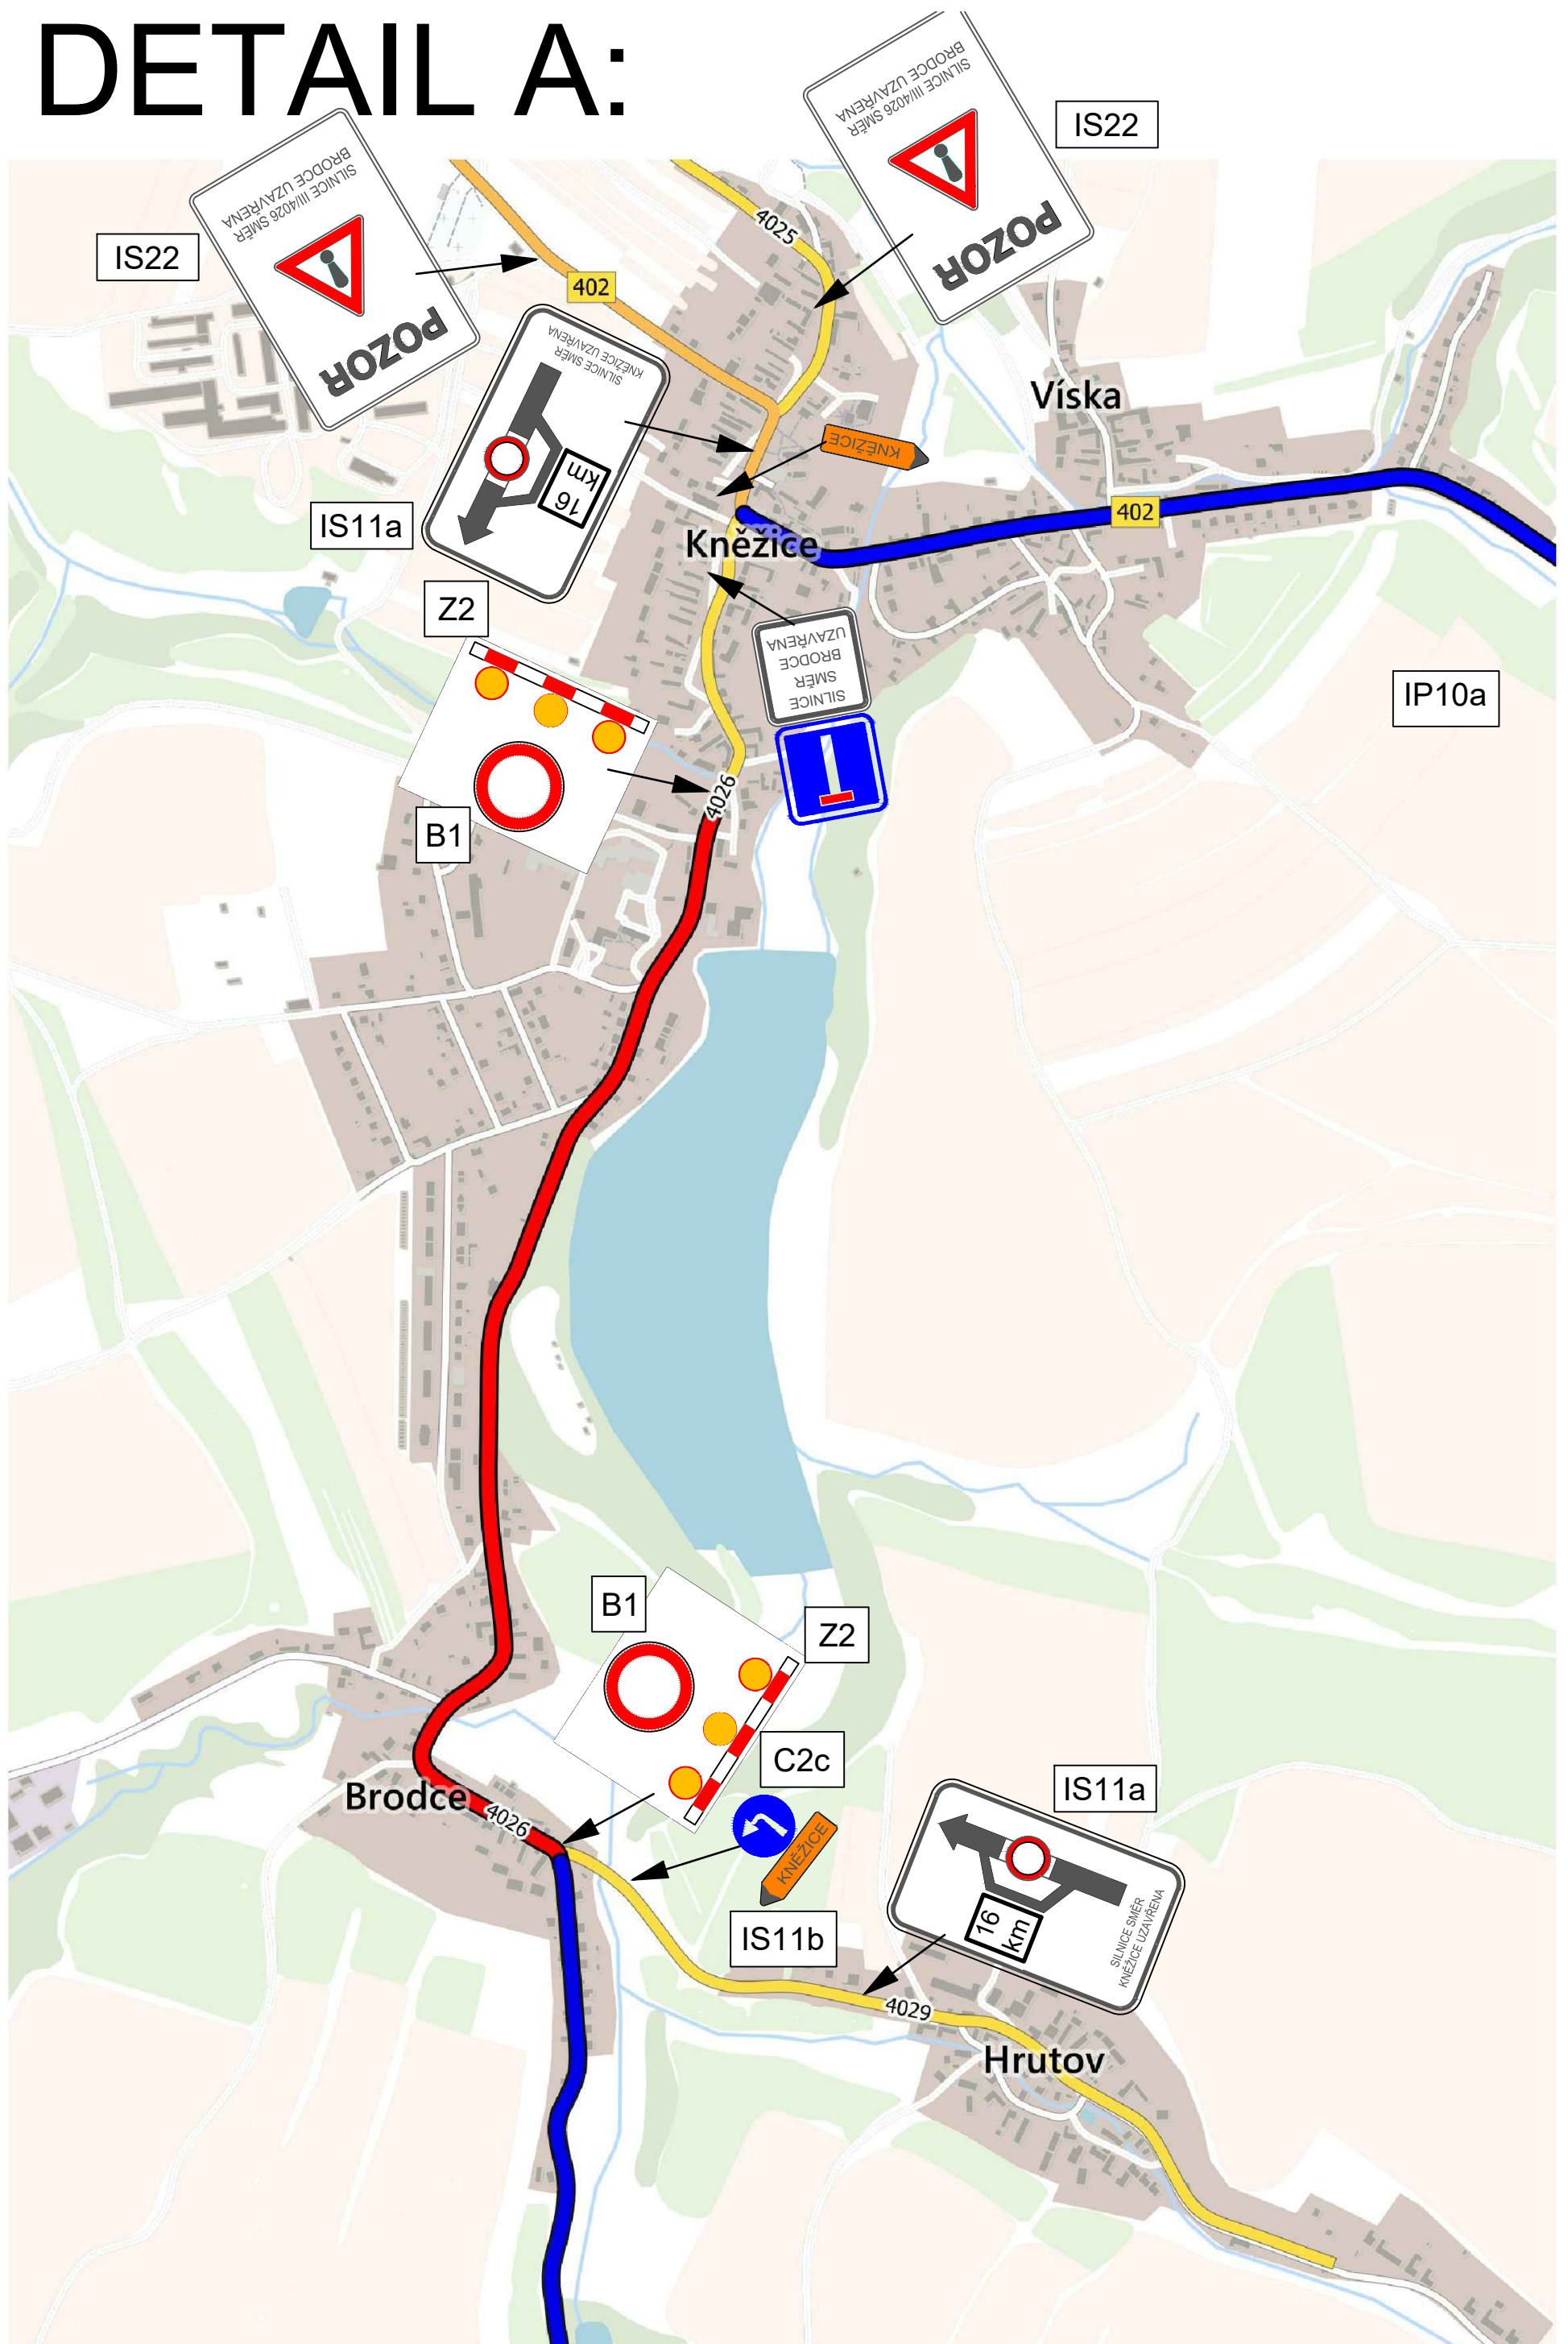 DETAIL A:
SILNICE III/4026 SMĚR
BRODCE UZAVŘENA
POZOR
IS22
SILNICE III/4026 SMĚR
BRODCE UZAVŘENA
POZOR
IS22
4025
402
SILNICE SMĚR
KNĚŽICE UZAVŘENA
16
km
IS11a
KNĚŽICE
Víska
402
Kněžice
Z2
B1
SILNICE
SMĚR
BRODCE
UZAVŘENA
IP10a
4026
B1
Z2
C2c
KNĚŽICE
IS11b
IS11a
16
km
SILNICE SMĚR
KNĚŽICE UZAVŘENA
Brodce
4026
4029
Hrutov